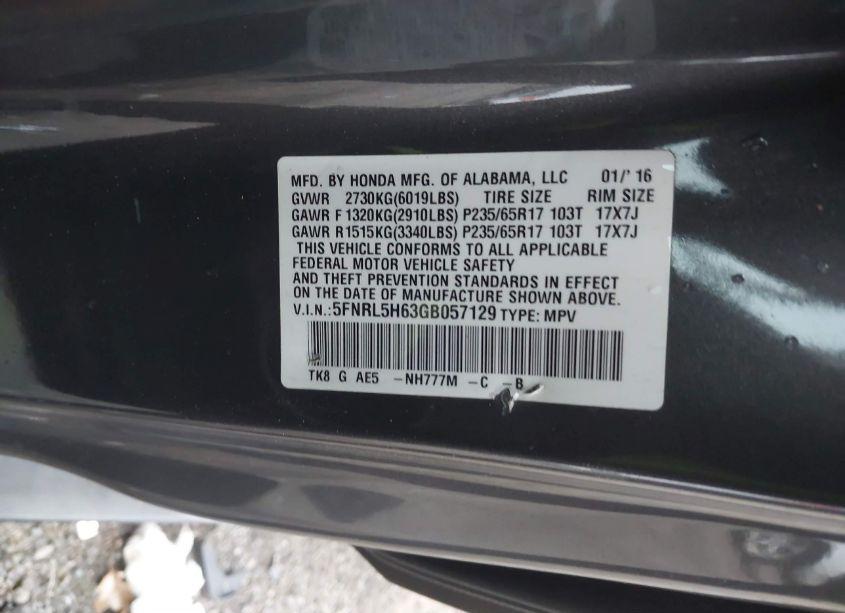 MFD. BY HONDA MFG. OF ALABAMA, LLC 01/' 16
GVWR 2730KG(6019LBS) TIRE SIZE RIM SIZE
GAWR F 1320KG(2910LBS) P235/65R17 103T 17X7J
GAWR R1515KG(3340LBS) P235/65R17 103T 17X7J
THIS VEHICLE CONFORMS TO ALL APPLICABLE
FEDERAL MOTOR VEHICLE SAFETY
AND THEFT PREVENTION STANDARDS IN EFFECT
ON THE DATE OF MANUFACTURE SHOWN ABOVE.
V.I.N.:5FNRL5H63GB057129 TYPE: MPV
TK8 G AE5 -NH777M -C -B